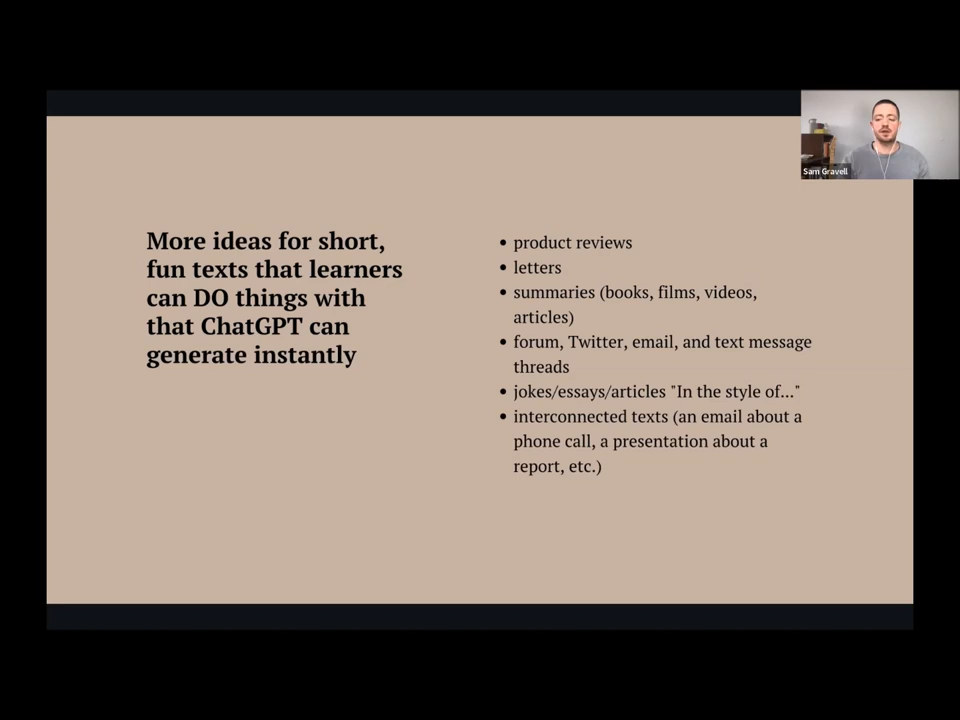 Sam Gravell
More ideas for short,
fun texts that learners
can DO things with
that ChatGPT can
generate instantly
• product reviews
• letters
• summaries (books, films, videos,
articles)
• forum, Twitter, email, and text message
threads
• jokes/essays/articles "In the style of..."
• interconnected texts (an email about a
phone call, a presentation about a
report, etc.)